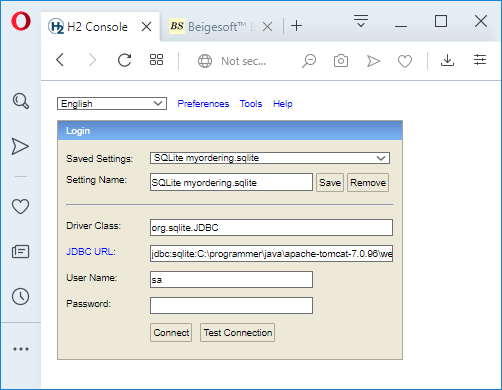 H2 Console
BS Beigesoft™
Not sec...
English Preferences Tools Help
Login
Saved Settings: SQLite myordering.sqlite
Setting Name: SQLite myordering.sqlite Save Remove
Driver Class: org.sqlite.JDBC
JDBC URL: jdbc:sqlite:C:\programmer\java\apache-tomcat-7.0.96\we
User Name: sa
Password:
Connect Test Connection